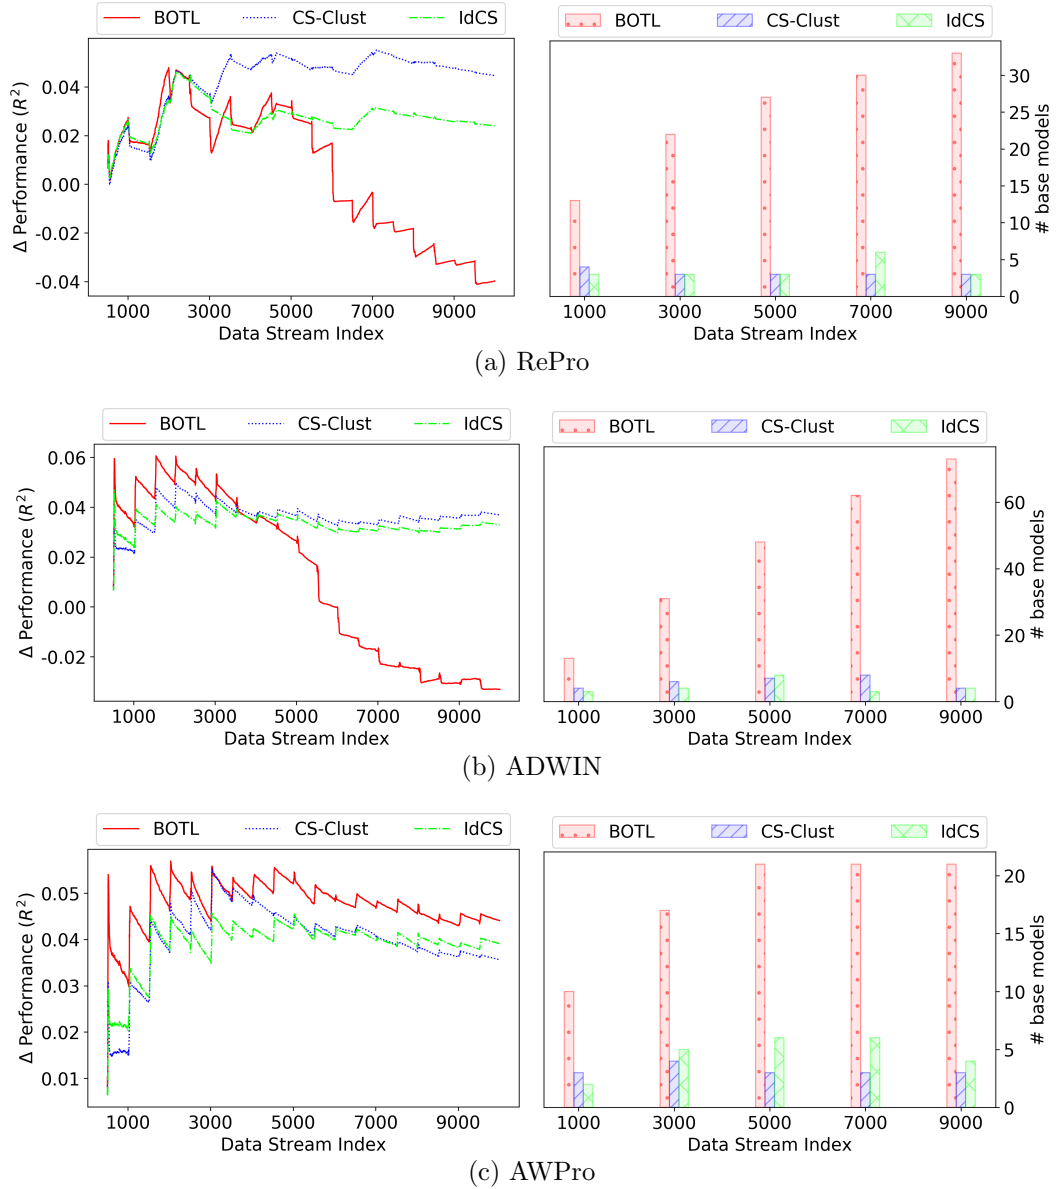 BOTL CS-Clust IdCS
Δ Performance (R²)
0.04
0.02
0.00
-0.02
-0.04
1000 3000 5000 7000 9000
Data Stream Index
BOTL CS-Clust IdCS
30
25
20
15
10
5
0
# base models
1000 3000 5000 7000 9000
Data Stream Index
(a) RePro
BOTL CS-Clust IdCS
Δ Performance (R²)
0.06
0.04
0.02
0.00
-0.02
1000 3000 5000 7000 9000
Data Stream Index
BOTL CS-Clust IdCS
60
40
20
0
# base models
1000 3000 5000 7000 9000
Data Stream Index
(b) ADWIN
BOTL CS-Clust IdCS
Δ Performance (R²)
0.05
0.04
0.03
0.02
0.01
1000 3000 5000 7000 9000
Data Stream Index
BOTL CS-Clust IdCS
20
15
10
5
0
# base models
1000 3000 5000 7000 9000
Data Stream Index
(c) AWPro